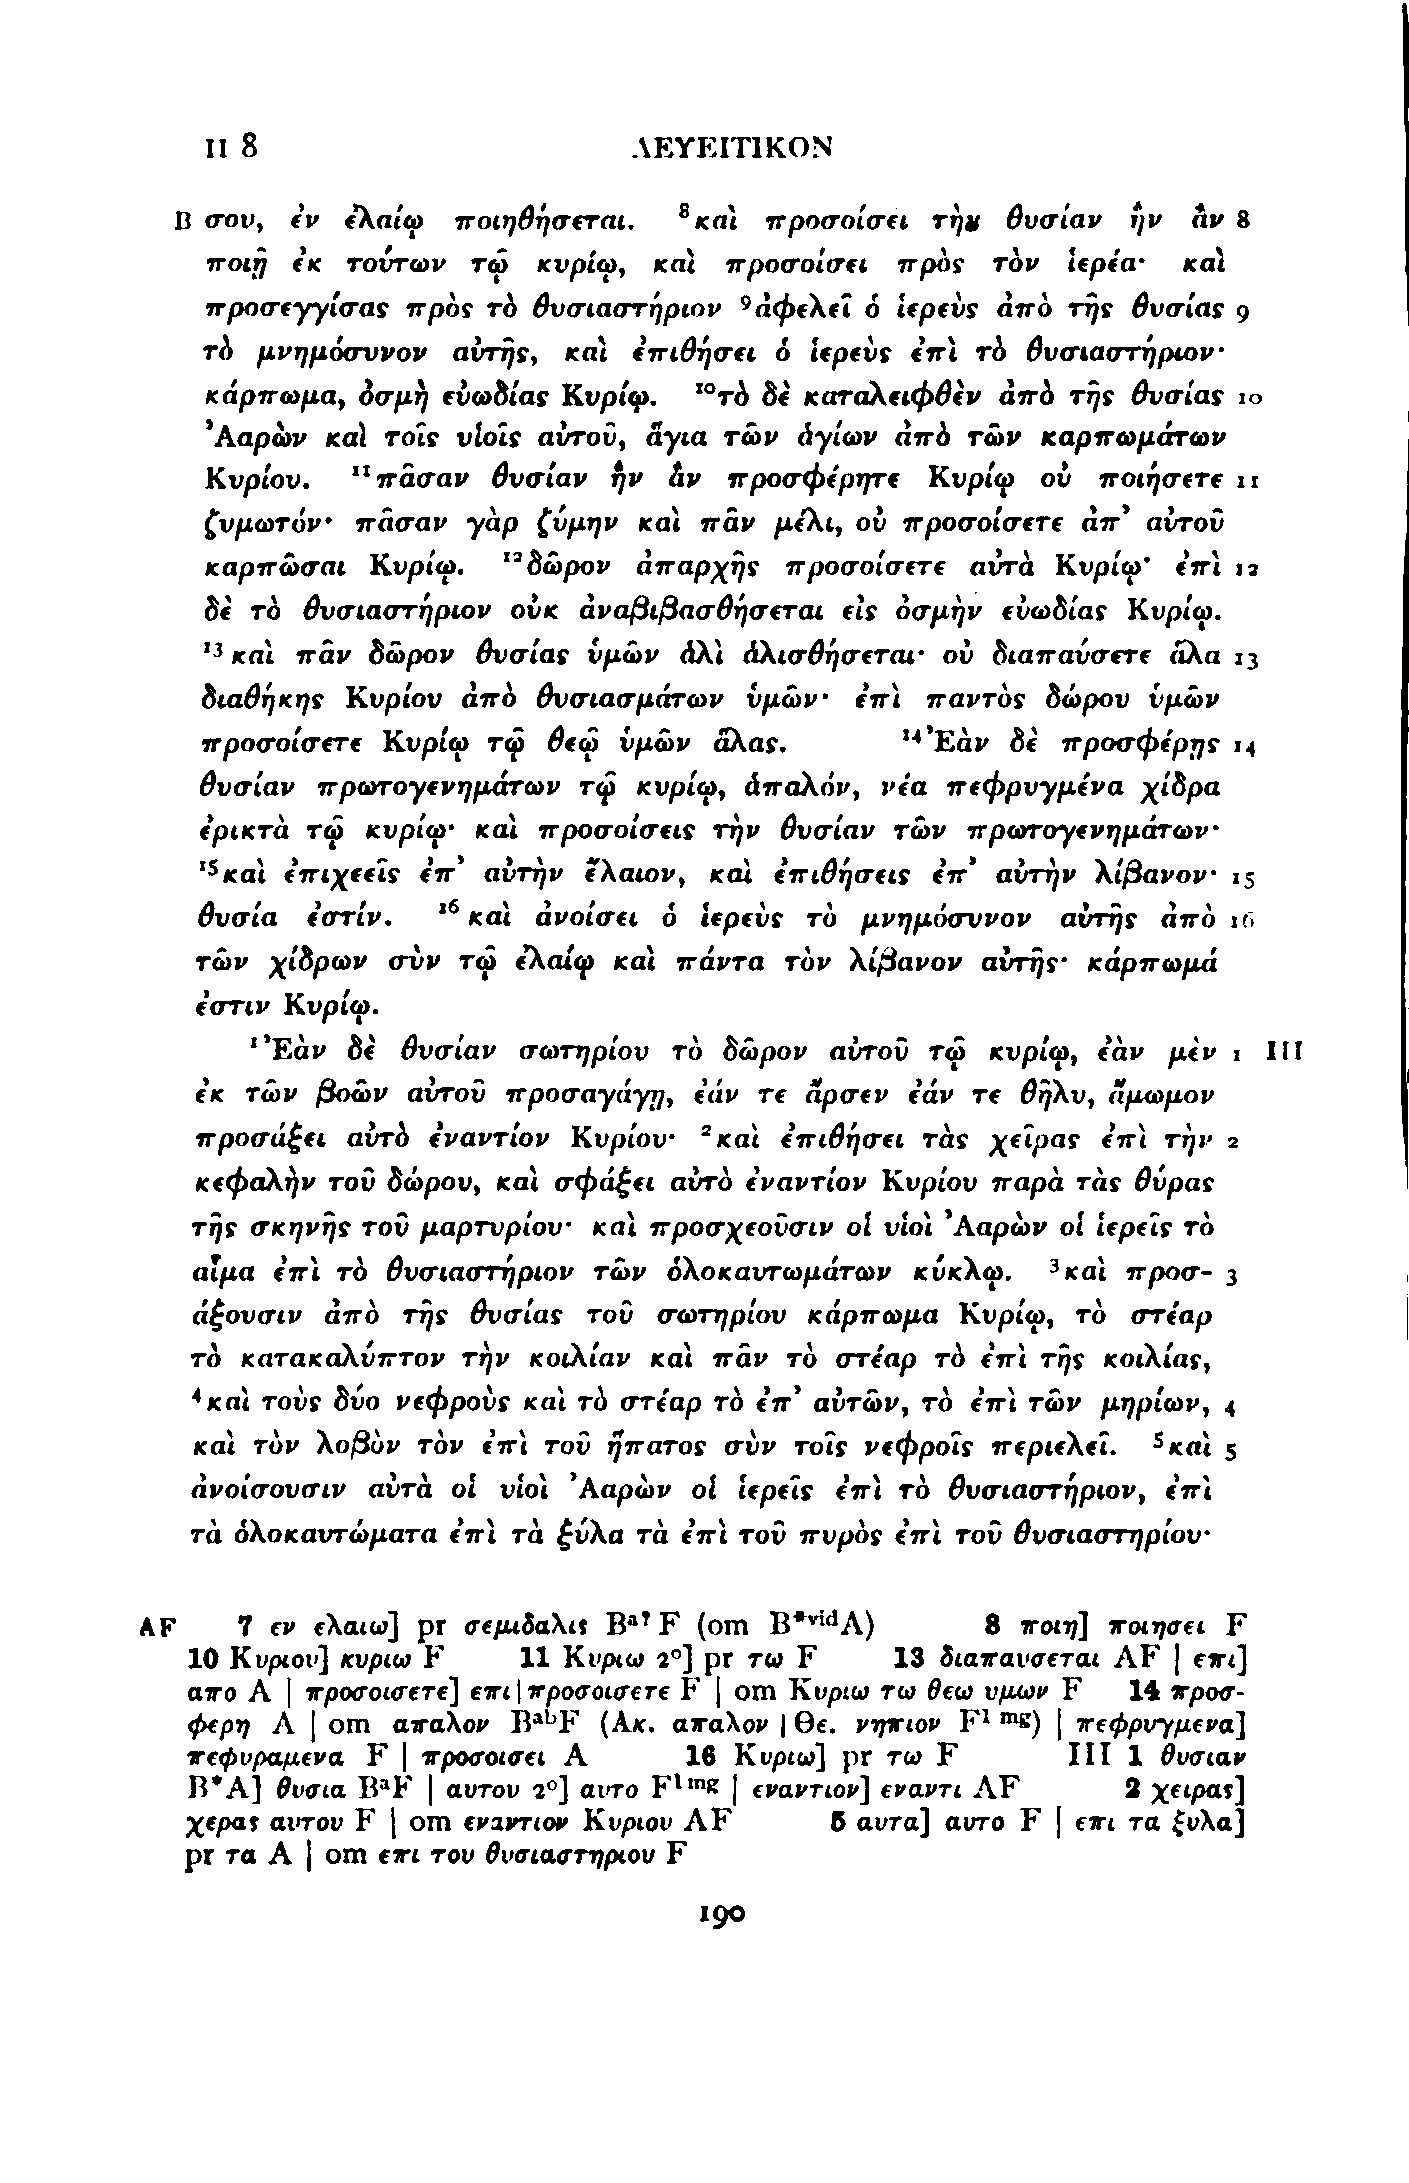 II 8 ΛΕΥΕΙΤΙΚΟΝ
B σου, ἐν ἐλαίῳ ποιηθήσεται. ⁸καὶ προσοίσει τὴν θυσίαν ἣν ἂν 8
ποιῇ ἐκ τούτων τῷ κυρίῳ, καὶ προσοίσει πρὸς τὸν ἱερέα· καὶ
προσεγγίσας πρὸς τὸ θυσιαστήριον ⁹ἀφελεῖ ὁ ἱερεὺς ἀπὸ τῆς θυσίας 9
τὸ μνημόσυνον αὐτῆς, καὶ ἐπιθήσει ὁ ἱερεὺς ἐπὶ τὸ θυσιαστήριον·
κάρπωμα, ὀσμὴ εὐωδίας Κυρίῳ. ¹⁰τὸ δὲ καταλειφθὲν ἀπὸ τῆς θυσίας 10
Ἀαρὼν καὶ τοῖς υἱοῖς αὐτοῦ, ἅγια τῶν ἁγίων ἀπὸ τῶν καρπωμάτων
Κυρίου. ¹¹πᾶσαν θυσίαν ἣν ἂν προσφέρητε Κυρίῳ οὐ ποιήσετε 11
ζυμωτόν· πᾶσαν γὰρ ζύμην καὶ πᾶν μέλι, οὐ προσοίσετε ἀπ’ αὐτοῦ
καρπῶσαι Κυρίῳ. ¹²δῶρον ἀπαρχῆς προσοίσετε αὐτὰ Κυρίῳ· ἐπὶ 12
δὲ τὸ θυσιαστήριον οὐκ ἀναβιβασθήσεται εἰς ὀσμὴν εὐωδίας Κυρίῳ.
¹³καὶ πᾶν δῶρον θυσίας ὑμῶν ἁλὶ ἁλισθήσεται· οὐ διαπαύσετε ἅλα 13
διαθήκης Κυρίου ἀπὸ θυσιασμάτων ὑμῶν· ἐπὶ παντὸς δώρου ὑμῶν
προσοίσετε Κυρίῳ τῷ θεῷ ὑμῶν ἅλας. ¹⁴Ἐὰν δὲ προσφέρῃς 14
θυσίαν πρωτογενημάτων τῷ κυρίῳ, ἁπαλόν, νέα πεφρυγμένα χίδρα
ἐρικτὰ τῷ κυρίῳ· καὶ προσοίσεις τὴν θυσίαν τῶν πρωτογενημάτων·
¹⁵καὶ ἐπιχεεῖς ἐπ’ αὐτὴν ἔλαιον, καὶ ἐπιθήσεις ἐπ’ αὐτὴν λίβανον· 15
θυσία ἐστίν. ¹⁶καὶ ἀνοίσει ὁ ἱερεὺς τὸ μνημόσυνον αὐτῆς ἀπὸ 16
τῶν χίδρων σὺν τῷ ἐλαίῳ καὶ πάντα τὸν λίβανον αὐτῆς· κάρπωμά
ἐστιν Κυρίῳ.
¹Ἐὰν δὲ θυσίαν σωτηρίου τὸ δῶρον αὐτοῦ τῷ κυρίῳ, ἐὰν μὲν 1 III
ἐκ τῶν βοῶν αὐτοῦ προσαγάγῃ, ἐάν τε ἄρσεν ἐάν τε θῆλυ, ἄμωμον
προσάξει αὐτὸ ἐναντίον Κυρίου· ²καὶ ἐπιθήσει τὰς χεῖρας ἐπὶ τὴν 2
κεφαλὴν τοῦ δώρου, καὶ σφάξει αὐτὸ ἐναντίον Κυρίου παρὰ τὰς θύρας
τῆς σκηνῆς τοῦ μαρτυρίου· καὶ προσχεοῦσιν οἱ υἱοὶ Ἀαρὼν οἱ ἱερεῖς τὸ
αἷμα ἐπὶ τὸ θυσιαστήριον τῶν ὁλοκαυτωμάτων κύκλῳ. ³καὶ προσ- 3
άξουσιν ἀπὸ τῆς θυσίας τοῦ σωτηρίου κάρπωμα Κυρίῳ, τὸ στέαρ
τὸ κατακαλύπτον τὴν κοιλίαν καὶ πᾶν τὸ στέαρ τὸ ἐπὶ τῆς κοιλίας,
⁴καὶ τοὺς δύο νεφροὺς καὶ τὸ στέαρ τὸ ἐπ’ αὐτῶν, τὸ ἐπὶ τῶν μηρίων, 4
καὶ τὸν λοβὸν τὸν ἐπὶ τοῦ ἥπατος σὺν τοῖς νεφροῖς περιελεῖ. ⁵καὶ 5
ἀνοίσουσιν αὐτὰ οἱ υἱοὶ Ἀαρὼν οἱ ἱερεῖς ἐπὶ τὸ θυσιαστήριον, ἐπὶ
τὰ ὁλοκαυτώματα ἐπὶ τὰ ξύλα τὰ ἐπὶ τοῦ πυρὸς ἐπὶ τοῦ θυσιαστηρίου·
AF 7 εν ελαιω] pr σεμιδαλις Bᵃ? F (om B*ᵛⁱᵈA) 8 ποιη] ποιησει F
10 Κυριου] κυριω F 11 Κυριω 2°] pr τω F 13 διαπαυσεται AF | επι]
απο A | προσοισετε] επι|προσοισετε F | om Κυριω τω θεω υμων F 14 προσ-
φερη A | om απαλον BᵃᵇF (Ακ. απαλον | Θε. νηπιον F¹ ᵐᵍ) | πεφρυγμενα]
πεφυραμενα F | προσοισει A 16 Κυριω] pr τω F III 1 θυσιαν
B*A] θυσια BᵃF | αυτου 2°] αυτο F¹ᵐᵍ | εναντιον] εναντι AF 2 χειρας]
χερας αυτου F | om εναντιον Κυριου AF 5 αυτα] αυτο F | επι τα ξυλα]
pr τα A | om επι του θυσιαστηριου F
190